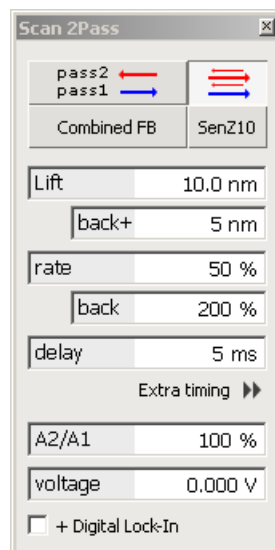 Scan 2Pass
pass2
pass1
Combined FB SenZ10
Lift 10.0 nm
back+ 5 nm
rate 50 %
back 200 %
delay 5 ms
Extra timing
A2/A1 100 %
voltage 0.000 V
+ Digital Lock-In